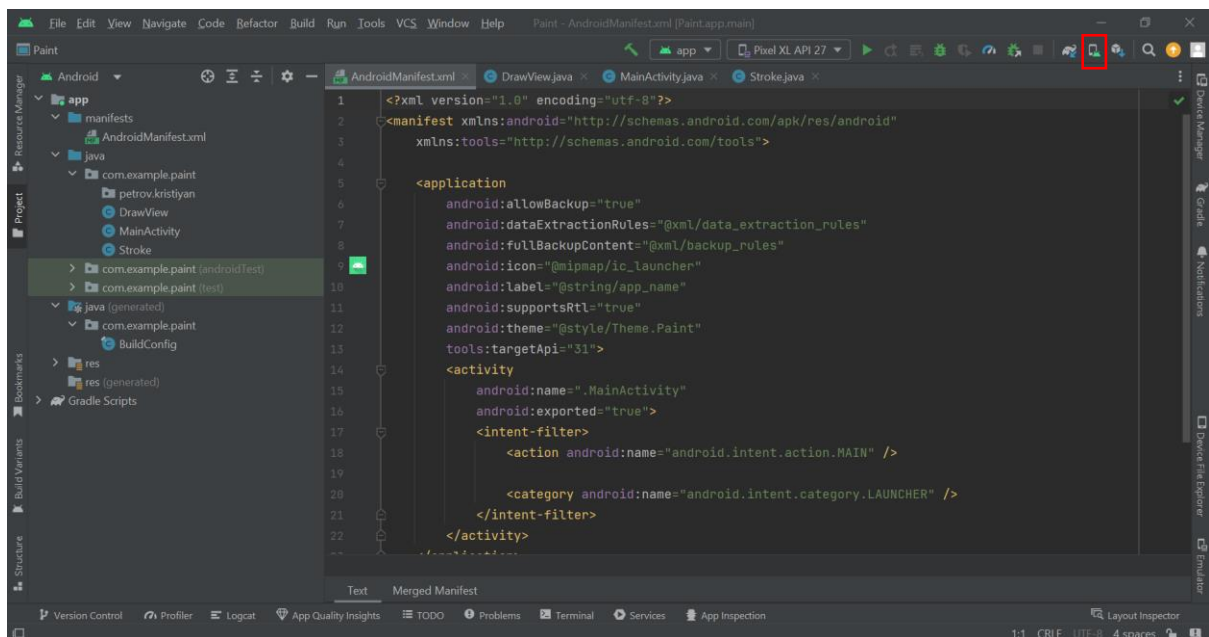 File Edit View Navigate Code Refactor Build Run Tools VCS Window Help Paint - AndroidManifest.xml [Paint.app.main]
Paint
app
Pixel XL API 27
Android
AndroidManifest.xml
DrawView.java
MainActivity.java
Stroke.java
Resource Manager
Project
Bookmarks
Build Variants
Structure
app
manifests
AndroidManifest.xml
java
com.example.paint
petrov.kristiyan
DrawView
MainActivity
Stroke
com.example.paint (androidTest)
com.example.paint (test)
java (generated)
com.example.paint
BuildConfig
res
res (generated)
Gradle Scripts
1 <?xml version="1.0" encoding="utf-8"?>
2 <manifest xmlns:android="http://schemas.android.com/apk/res/android"
3 xmlns:tools="http://schemas.android.com/tools">
4
5 <application
6 android:allowBackup="true"
7 android:dataExtractionRules="@xml/data_extraction_rules"
8 android:fullBackupContent="@xml/backup_rules"
9 android:icon="@mipmap/ic_launcher"
10 android:label="@string/app_name"
11 android:supportsRtl="true"
12 android:theme="@style/Theme.Paint"
13 tools:targetApi="31">
14 <activity
15 android:name=".MainActivity"
16 android:exported="true">
17 <intent-filter>
18 <action android:name="android.intent.action.MAIN" />
19
20 <category android:name="android.intent.category.LAUNCHER" />
21 </intent-filter>
22 </activity>
Device Manager
Gradle
Notifications
Device File Explorer
Emulator
Text
Merged Manifest
Version Control
Profiler
Logcat
App Quality Insights
TODO
Problems
Terminal
Services
App Inspection
Layout Inspector
1:1 CRLF UTF-8 4 spaces